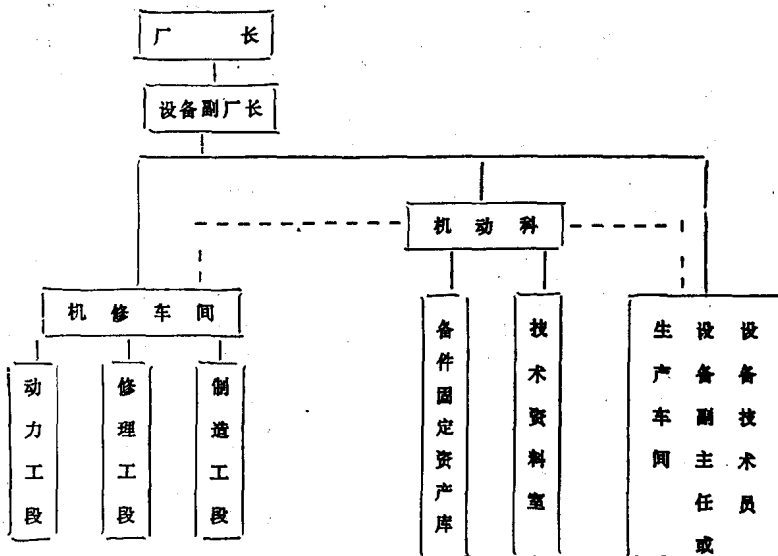 厂 长
设备副厂长
机动科
机修车间
动力工段
修理工段
制造工段
备件固定资产库
技术资料室
生产车间
设备副主任或
设备技术员